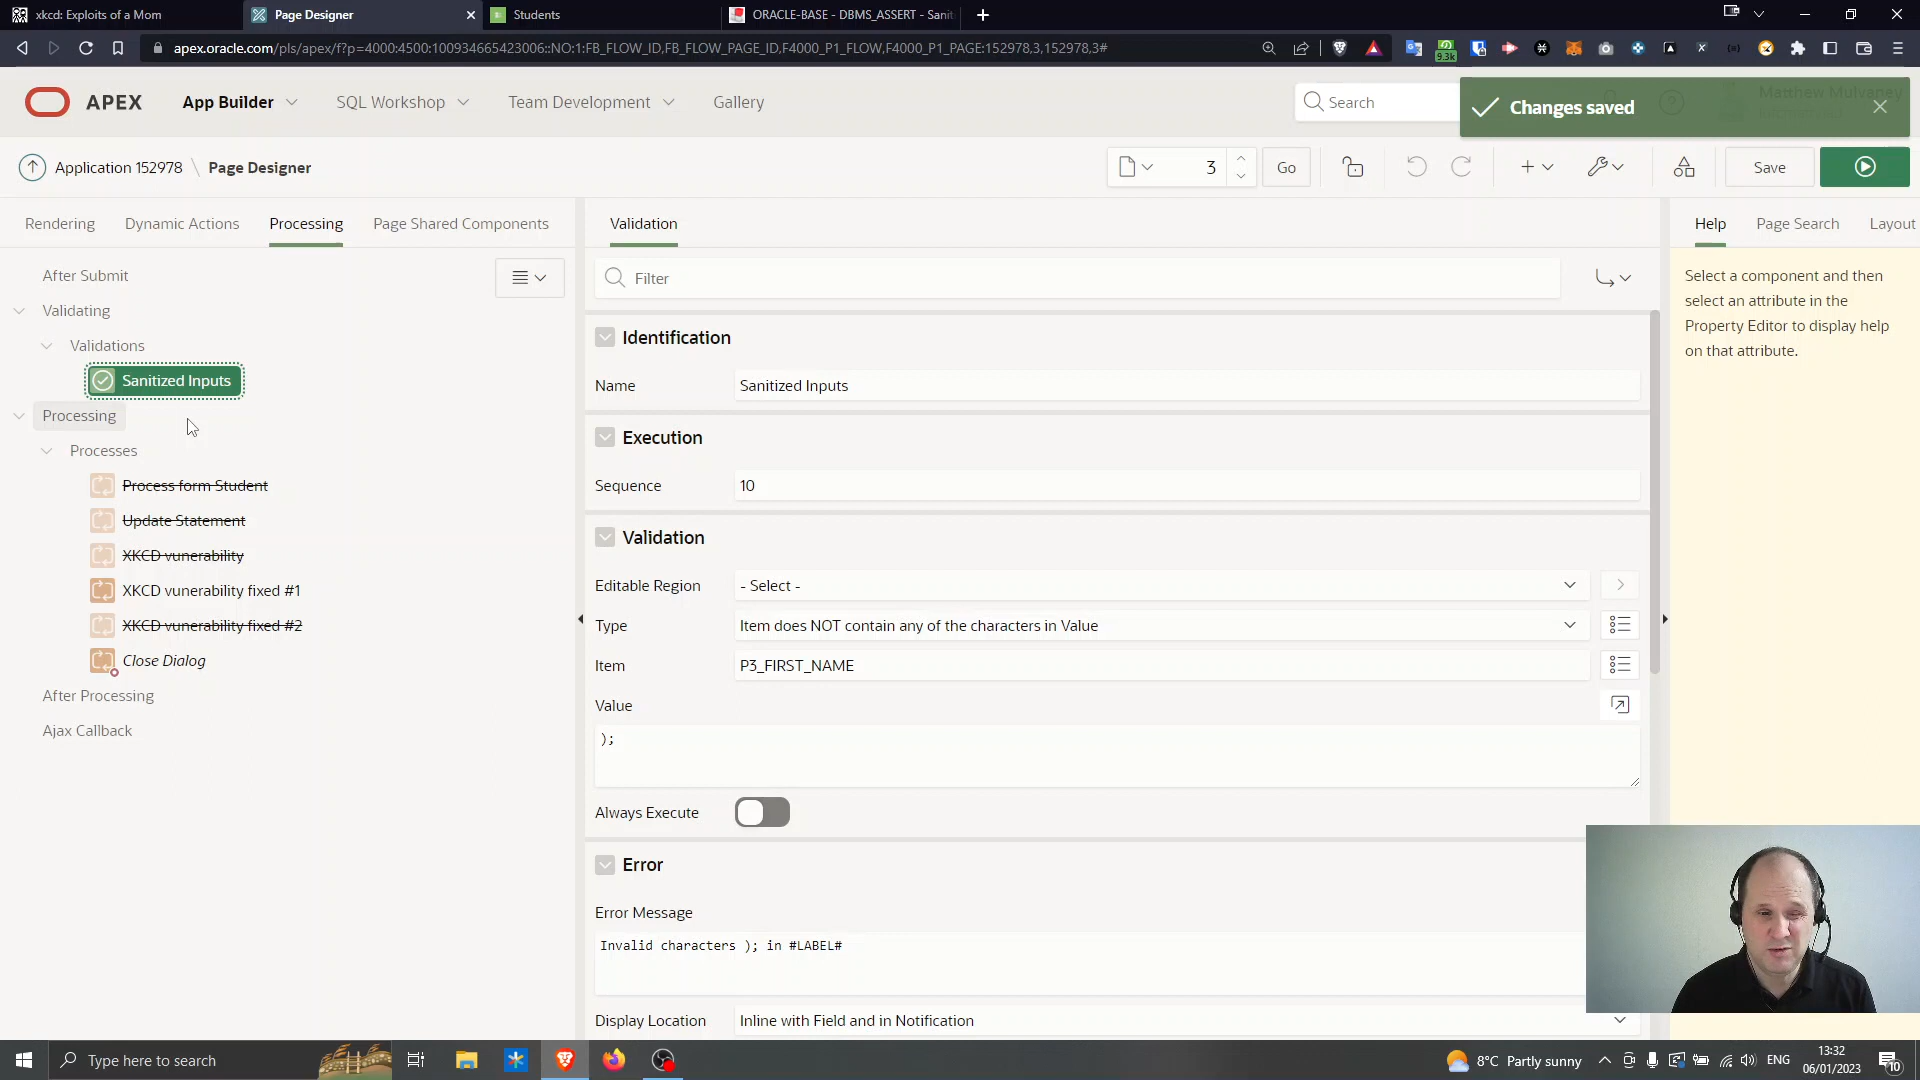 xkcd: Exploits of a Mom
Page Designer
Students
ORACLE-BASE - DBMS_ASSERT - Sanit
apex.oracle.com/pls/apex/f?p=4000:4500:100934665423006::NO:1:FB_FLOW_ID,FB_FLOW_PAGE_ID,F4000_P1_FLOW,F4000_P1_PAGE:152978,3,152978,3#
9.3k
APEX
App Builder
SQL Workshop
Team Development
Gallery
Search
Changes saved
Matthew Mulvaney
Application 152978
\
Page Designer
3
Go
Save
Rendering
Dynamic Actions
Processing
Page Shared Components
Validation
Help
Page Search
Layout
After Submit
Validating
Validations
Sanitized Inputs
Processing
Processes
Process form Student
Update Statement
XKCD vunerability
XKCD vunerability fixed #1
XKCD vunerability fixed #2
Close Dialog
After Processing
Ajax Callback
Filter
Identification
Name
Sanitized Inputs
Execution
Sequence
10
Validation
Editable Region
- Select -
Type
Item does NOT contain any of the characters in Value
Item
P3_FIRST_NAME
Value
);
Always Execute
Error
Error Message
Invalid characters ); in #LABEL#
Display Location
Inline with Field and in Notification
Select a component and then
select an attribute in the
Property Editor to display help
on that attribute.
Type here to search
8°C Partly sunny
ENG
13:32
06/01/2023
10